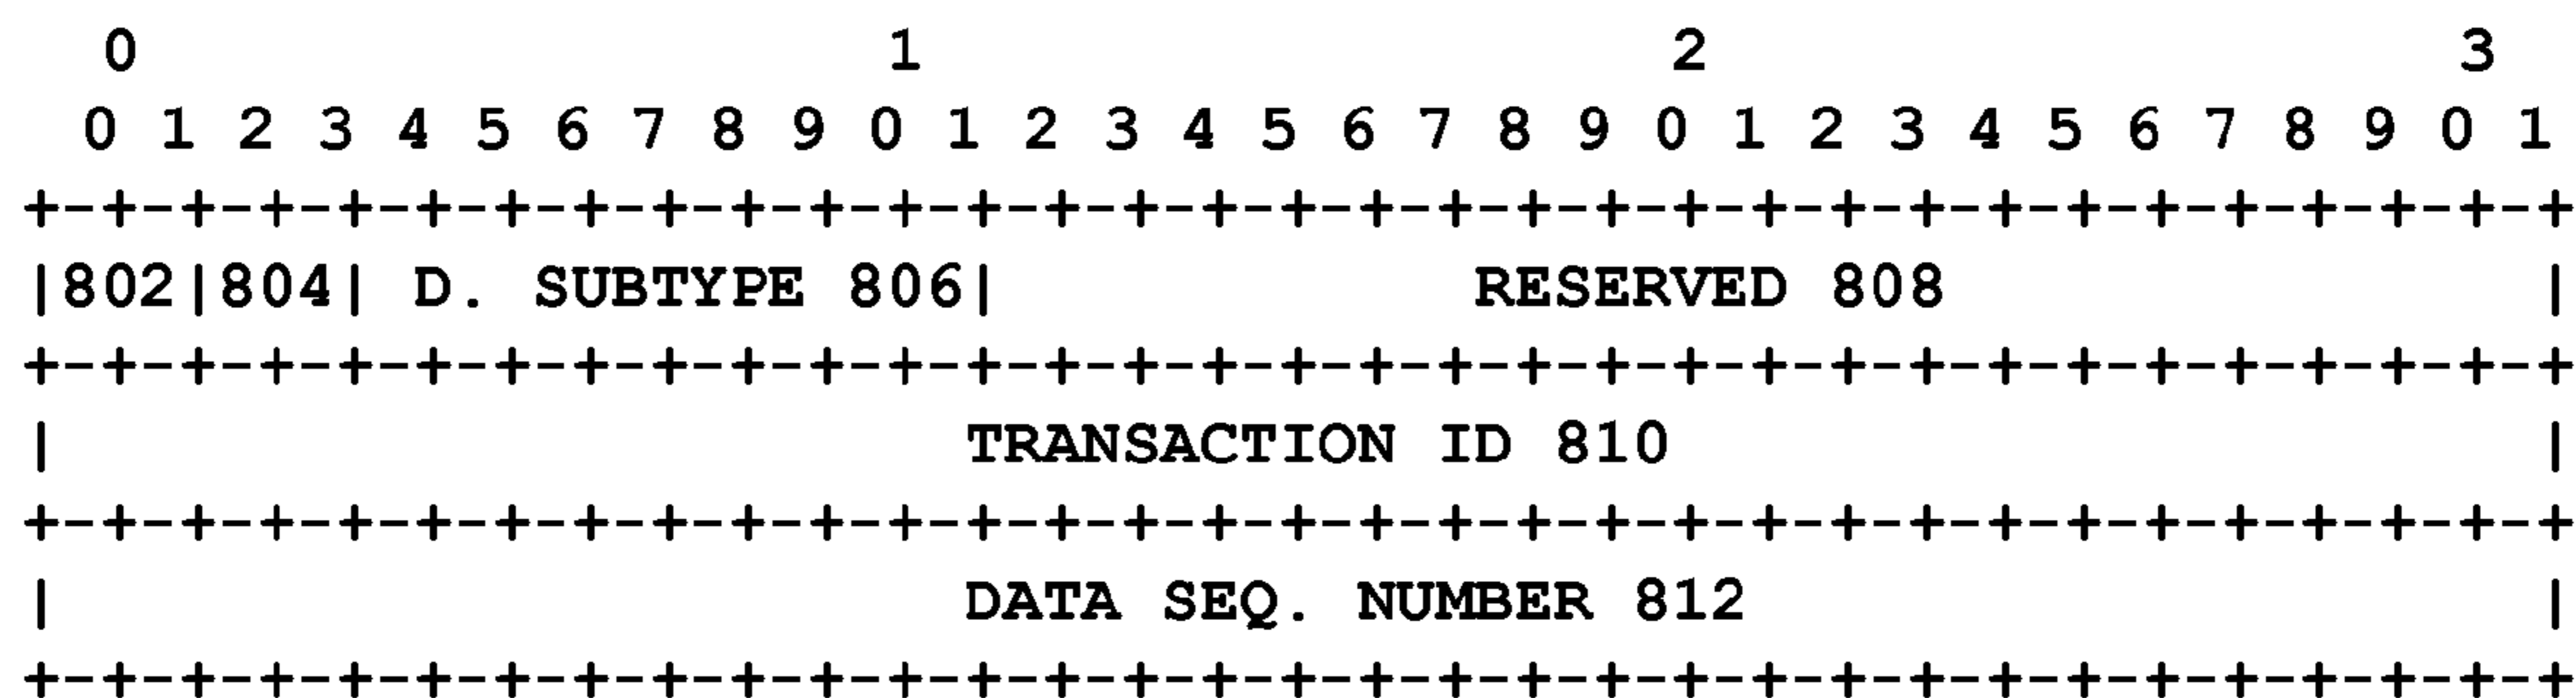 0 1 2 3
0 1 2 3 4 5 6 7 8 9 0 1 2 3 4 5 6 7 8 9 0 1 2 3 4 5 6 7 8 9 0 1
+-+-+-+-+-+-+-+-+-+-+-+-+-+-+-+-+-+-+-+-+-+-+-+-+-+-+-+-+-+-+-+-+
|802|804| D. SUBTYPE 806| RESERVED 808 |
+-+-+-+-+-+-+-+-+-+-+-+-+-+-+-+-+-+-+-+-+-+-+-+-+-+-+-+-+-+-+-+-+
| TRANSACTION ID 810 |
+-+-+-+-+-+-+-+-+-+-+-+-+-+-+-+-+-+-+-+-+-+-+-+-+-+-+-+-+-+-+-+-+
| DATA SEQ. NUMBER 812 |
+-+-+-+-+-+-+-+-+-+-+-+-+-+-+-+-+-+-+-+-+-+-+-+-+-+-+-+-+-+-+-+-+